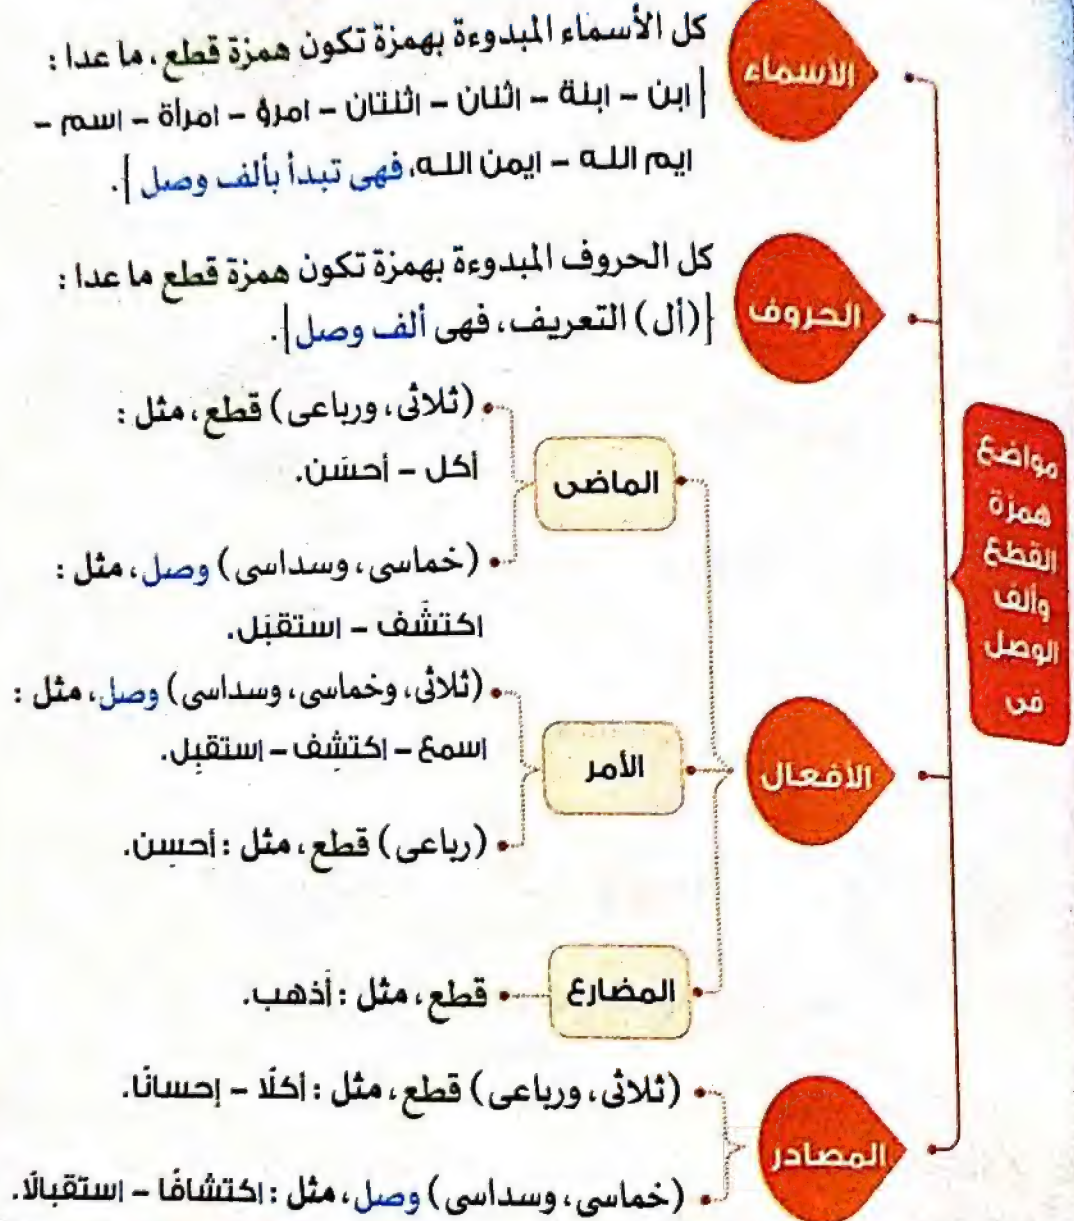 مواضع
همزة
القطع
وألف
الوصل
فى
الأسماء
كل الأسماء المبدوءة بهمزة تكون همزة قطع، ما عدا :
{ ابن – ابنة – اثنان – اثنتان – امرؤ – امرأة – اسم –
ايم اللـه – ايمن اللـه، فهى تبدأ بألف وصل }.
الحروف
كل الحروف المبدوءة بهمزة تكون همزة قطع ما عدا :
{(أل) التعريف، فهى ألف وصل}.
الأفعال
الماضى
(ثلاثى، ورباعى) قطع، مثل :
أكل – أحسَن.
(خماسى، وسداسى) وصل، مثل :
اكتشَف – استقبَل.
الأمر
(ثلاثى، وخماسى، وسداسى) وصل، مثل :
اسمع – اكتشِف – استقبِل.
(رباعى) قطع، مثل : أحسِن.
المضارع
قطع، مثل : أَذهب.
المصادر
(ثلاثى، ورباعى) قطع، مثل : أكلًا – إحسانًا.
(خماسى، وسداسى) وصل، مثل : اكتشافًا – استقبالًا.